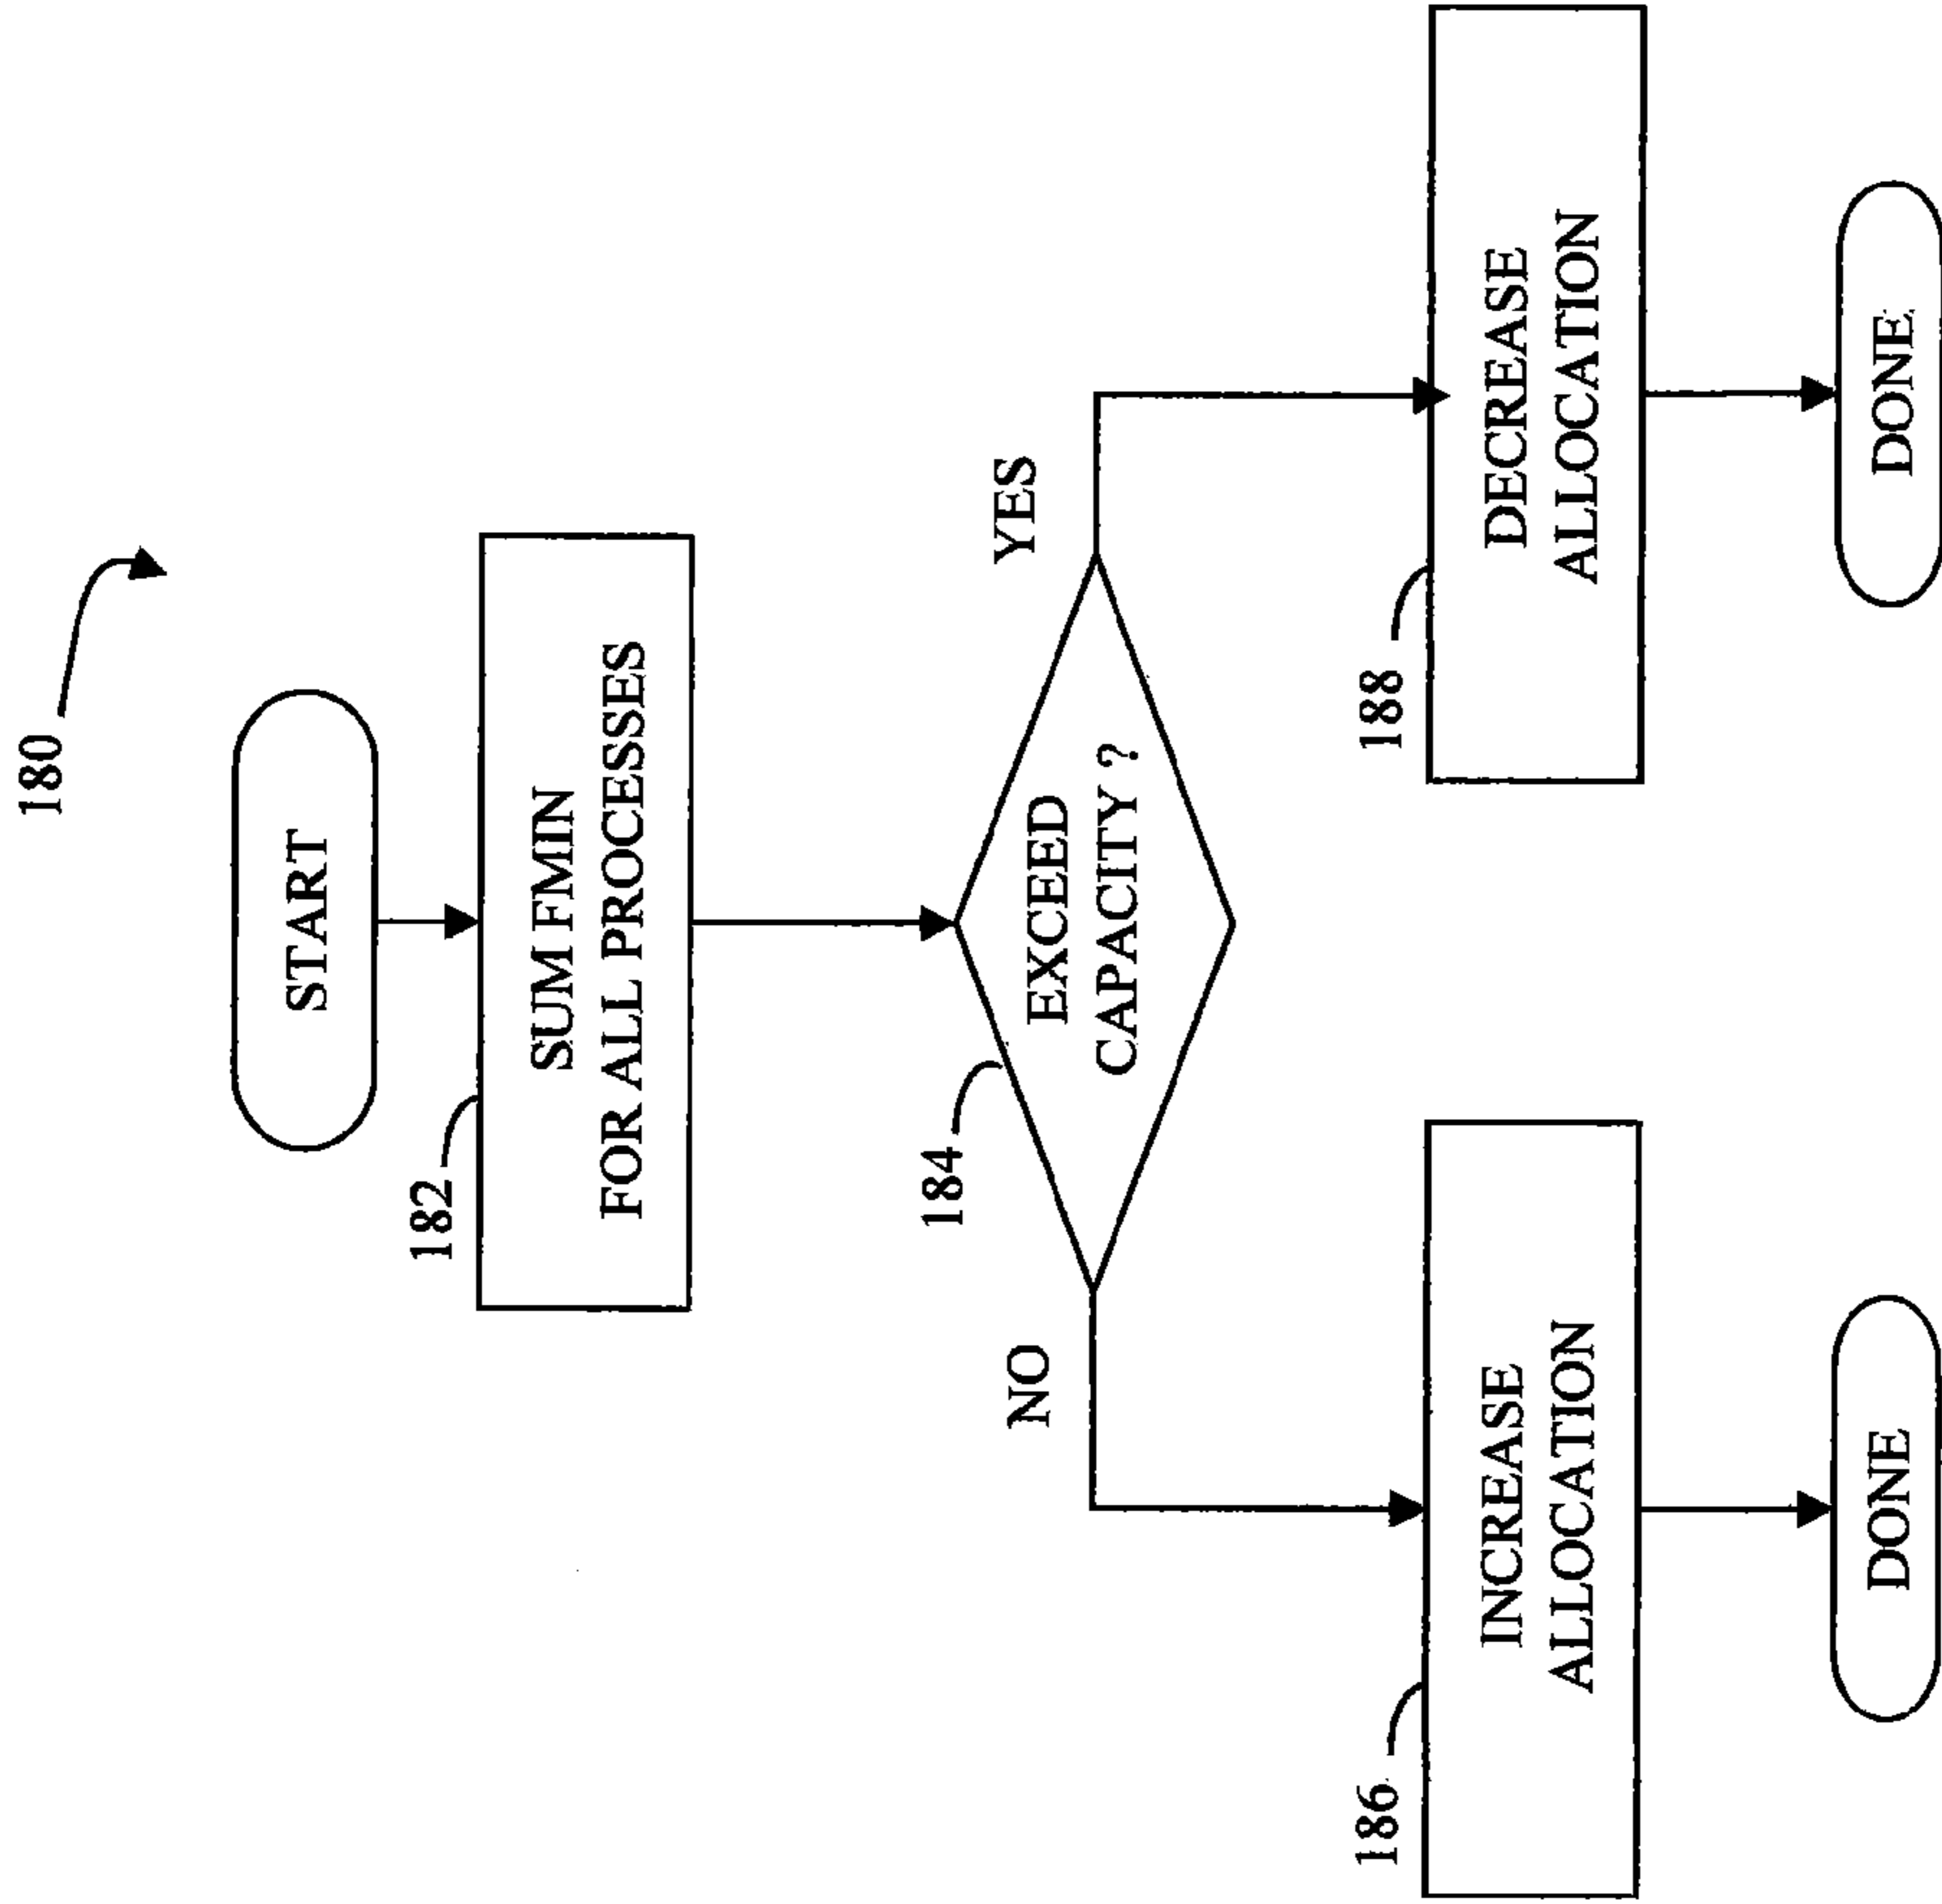 180
START
182
SUM FMIN
FOR ALL PROCESSES
184
EXCEED
CAPACITY ?
NO
YES
186
INCREASE
ALLOCATION
188
DECREASE
ALLOCATION
DONE
DONE